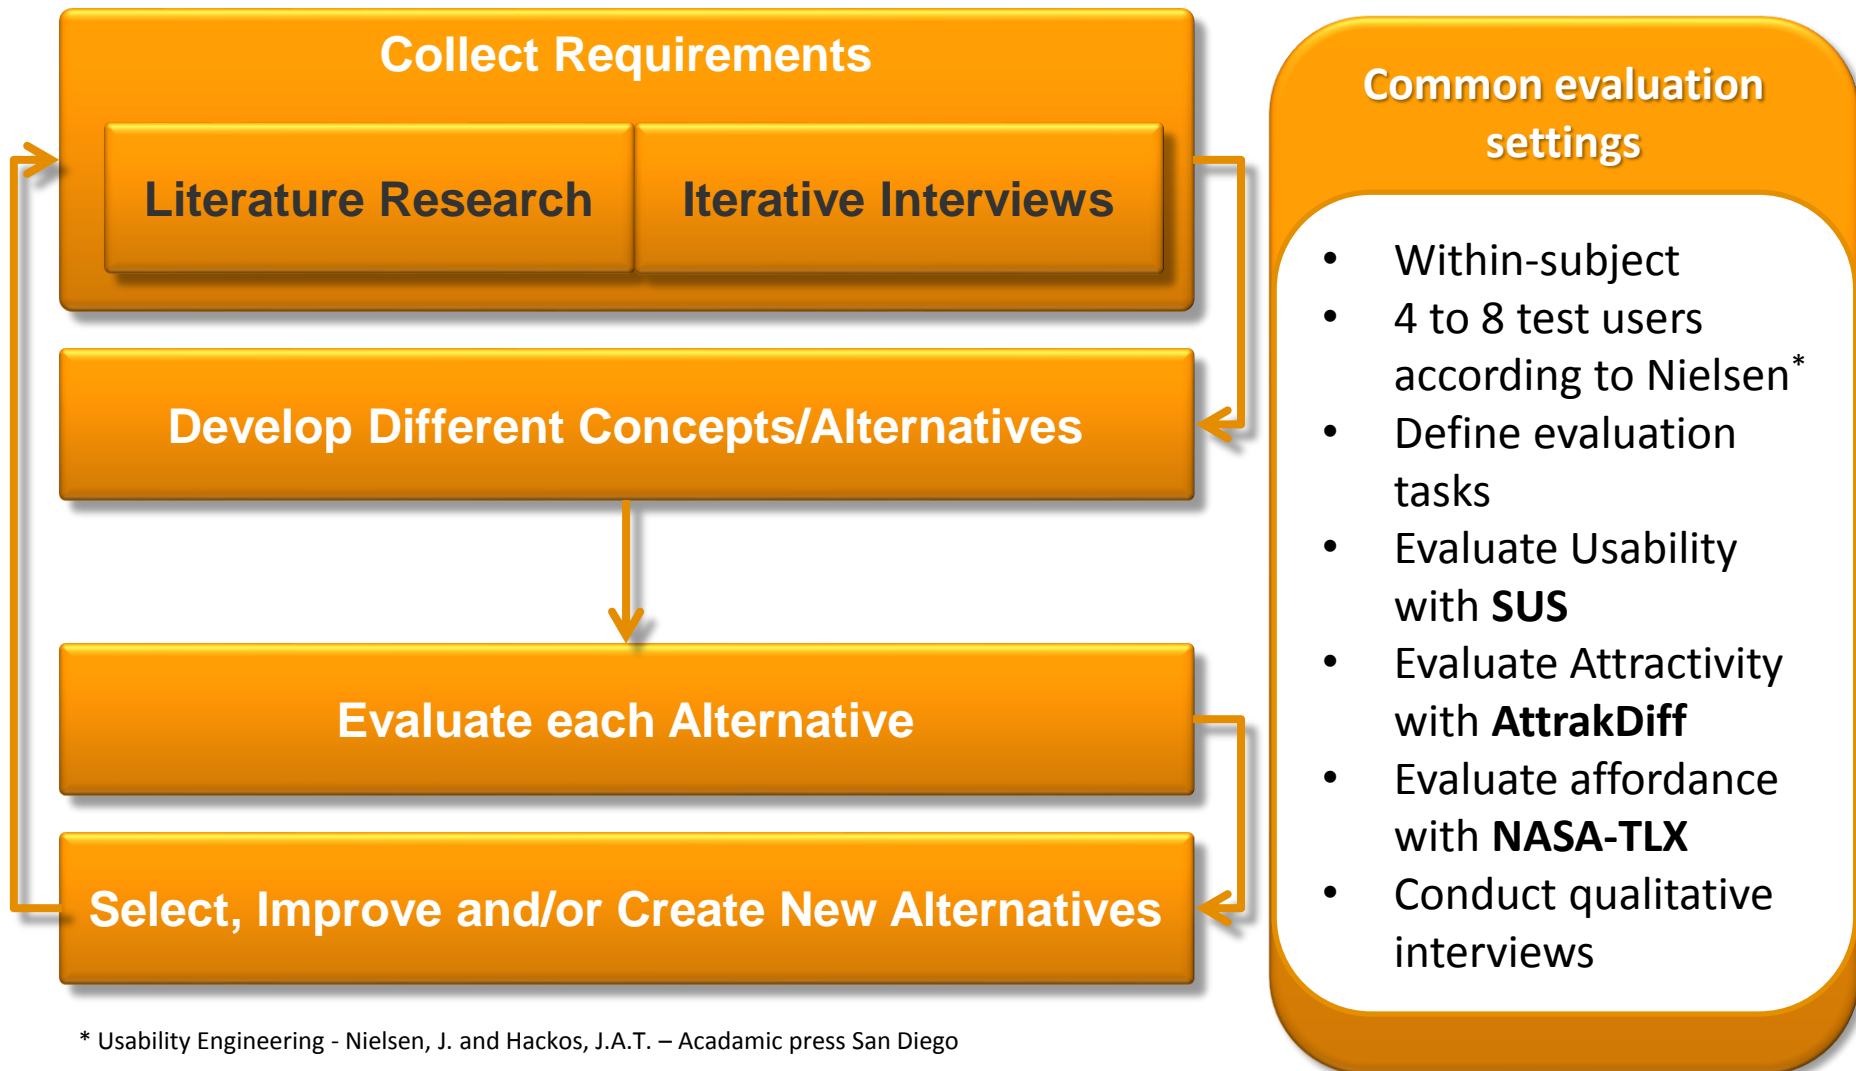 Collect Requirements
Literature Research
Iterative Interviews
Develop Different Concepts/Alternatives
Evaluate each Alternative
Select, Improve and/or Create New Alternatives
* Usability Engineering - Nielsen, J. and Hackos, J.A.T. – Acadamic press San Diego
Common evaluation
settings
• Within-subject
• 4 to 8 test users
according to Nielsen*
• Define evaluation
tasks
• Evaluate Usability
with SUS
• Evaluate Attractivity
with AttrakDiff
• Evaluate affordance
with NASA-TLX
• Conduct qualitative
interviews